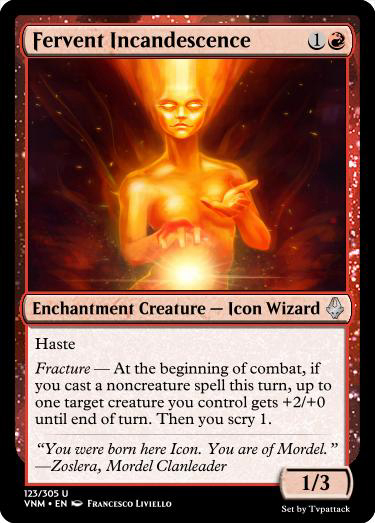 Fervent Incandescence 1
Enchantment Creature — Icon Wizard
Haste
Fracture — At the beginning of combat, if
you cast a noncreature spell this turn, up to
one target creature you control gets +2/+0
until end of turn. Then you scry 1.
“You were born here Icon. You are of Mordel.”
—Zoslera, Mordel Clanleader
1/3
123/305 U
VNM • EN Francesco Liviello
Set by Tvpattack